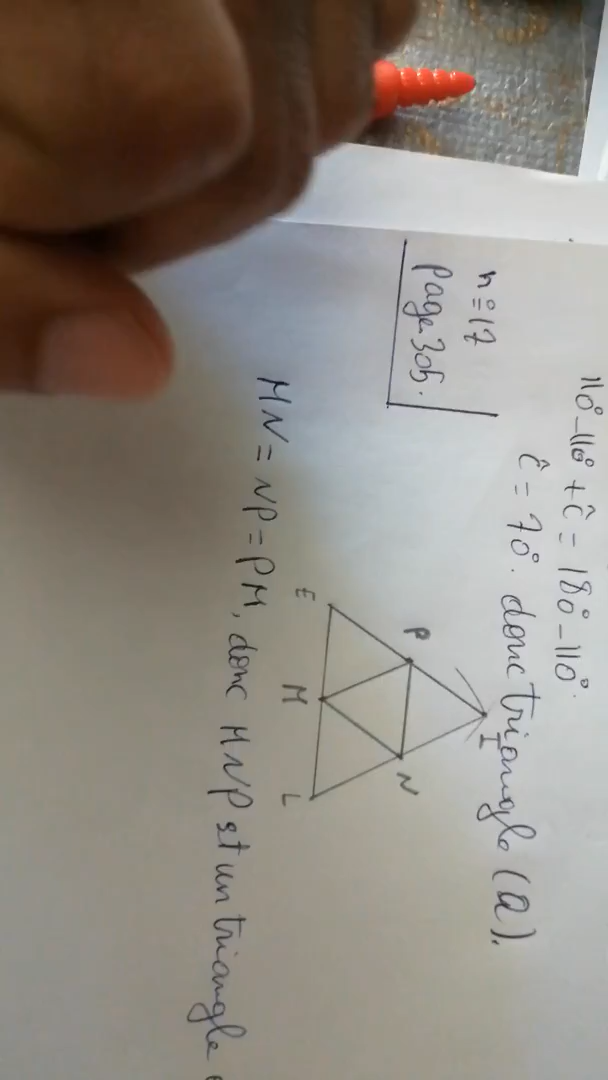 110° - 110° + Ĉ = 180° - 110°.
Ĉ = 70°. donc triangle (a).
n° 17
page 305.
I
P
N
E
M
L
MN = NP = PM, donc MNP est un triangle